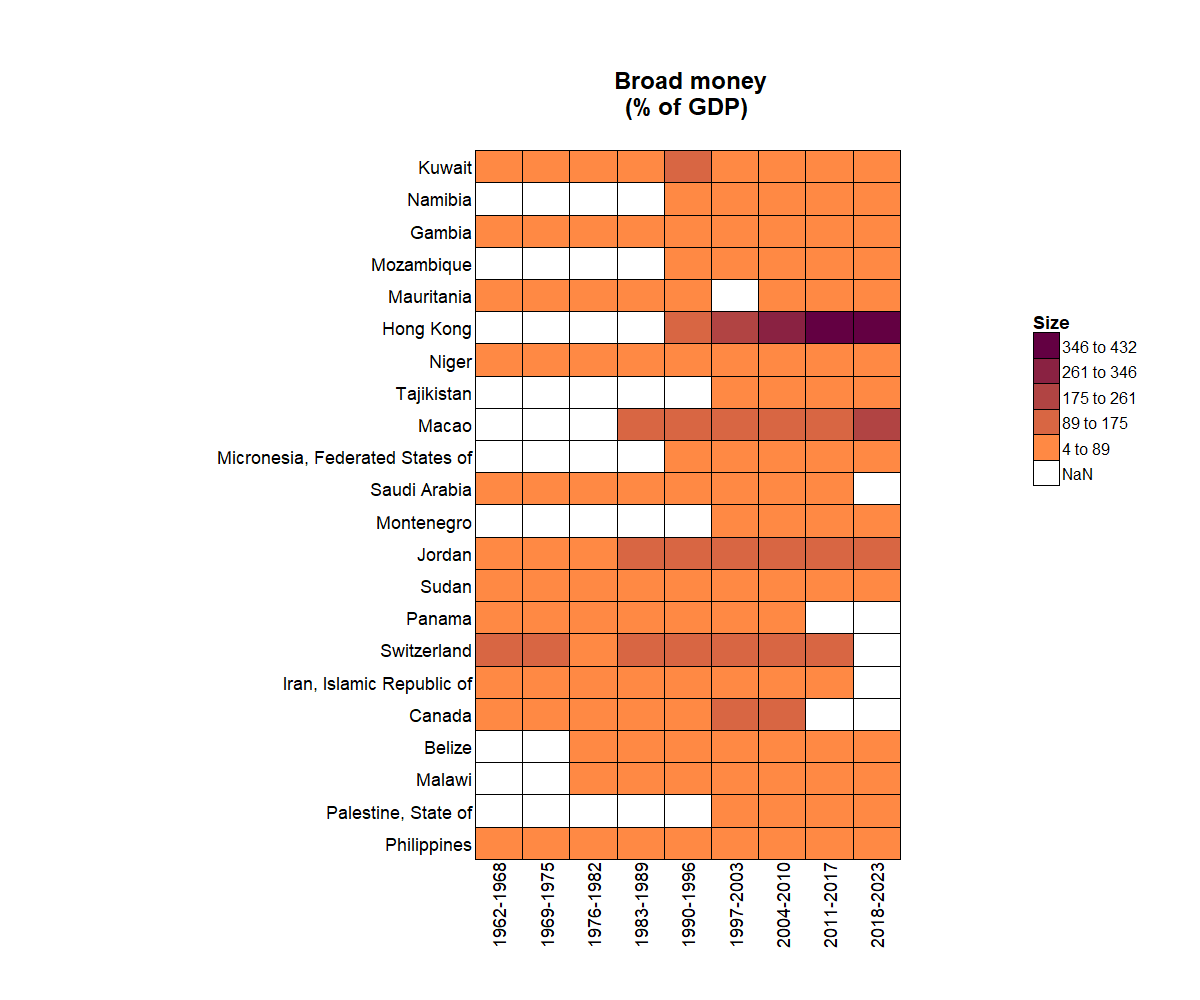 Broad money
(% of GDP)
Kuwait
Namibia
Gambia
Mozambique
Mauritania
Hong Kong
Niger
Tajikistan
Macao
Micronesia, Federated States of
Saudi Arabia
Montenegro
Jordan
Sudan
Panama
Switzerland
Iran, Islamic Republic of
Canada
Belize
Malawi
Palestine, State of
Philippines
1962-1968
1969-1975
1976-1982
1983-1989
1990-1996
1997-2003
2004-2010
2011-2017
2018-2023
Size
346 to 432
261 to 346
175 to 261
89 to 175
4 to 89
NaN